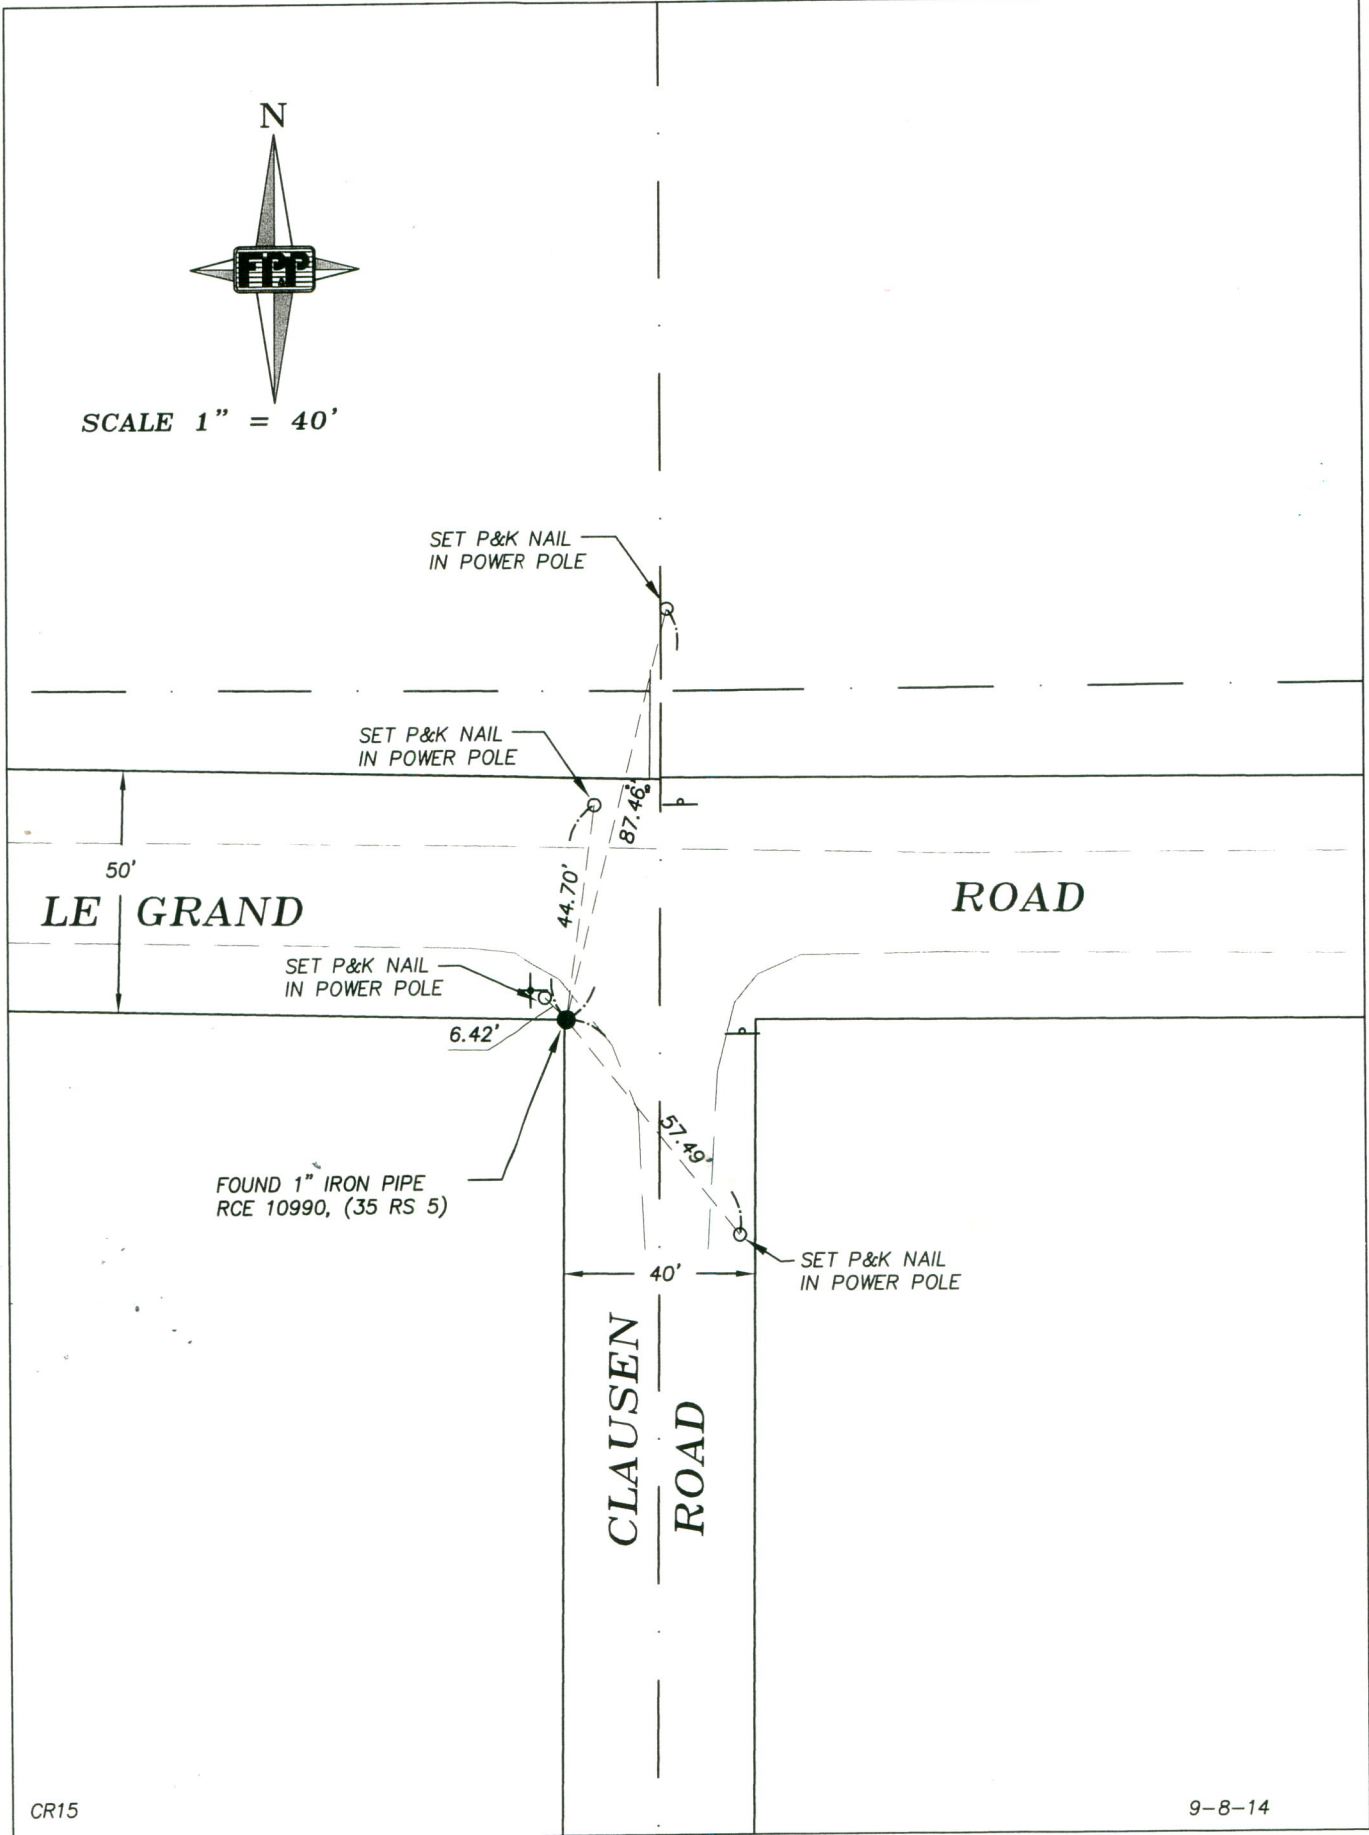 N
FP&P
SCALE 1" = 40'
SET P&K NAIL
IN POWER POLE
SET P&K NAIL
IN POWER POLE
87.46'
50'
44.70'
LE GRAND
ROAD
SET P&K NAIL
IN POWER POLE
6.42'
57.49'
FOUND 1" IRON PIPE
RCE 10990, (35 RS 5)
SET P&K NAIL
IN POWER POLE
40'
CLAUSEN
ROAD
CR15
9-8-14